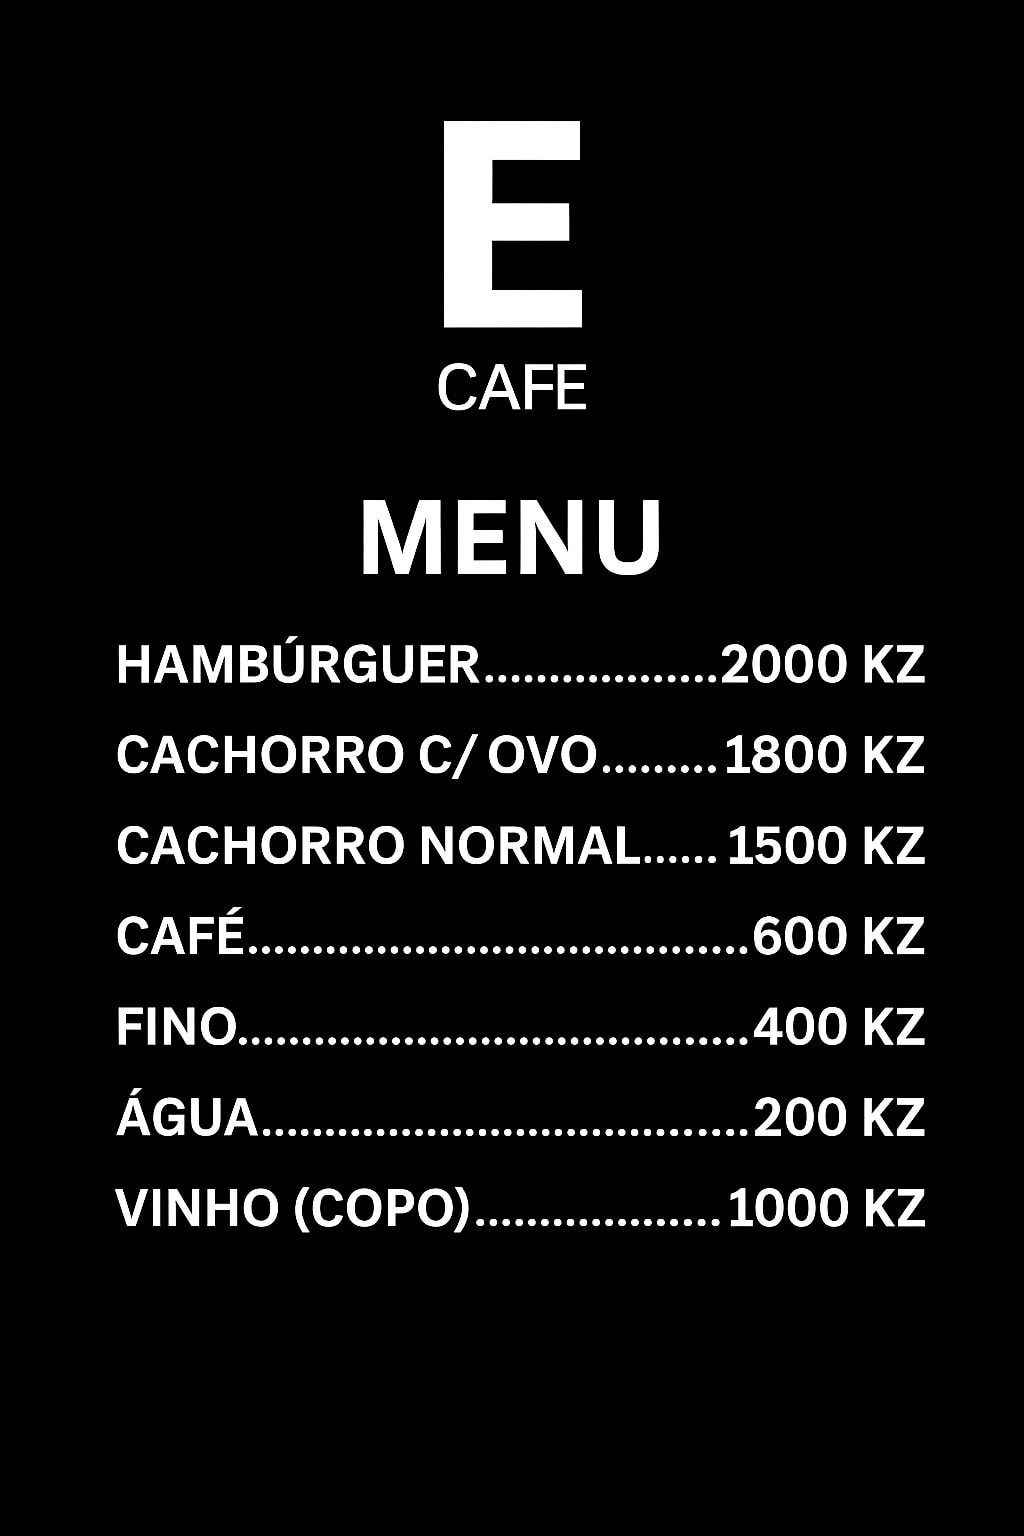 E
CAFE
MENU
HAMBÚRGUER..................2000 KZ
CACHORRO C/ OVO.........1800 KZ
CACHORRO NORMAL...... 1500 KZ
CAFÉ.......................................600 KZ
FINO........................................400 KZ
ÁGUA......................................200 KZ
VINHO (COPO)...................1000 KZ